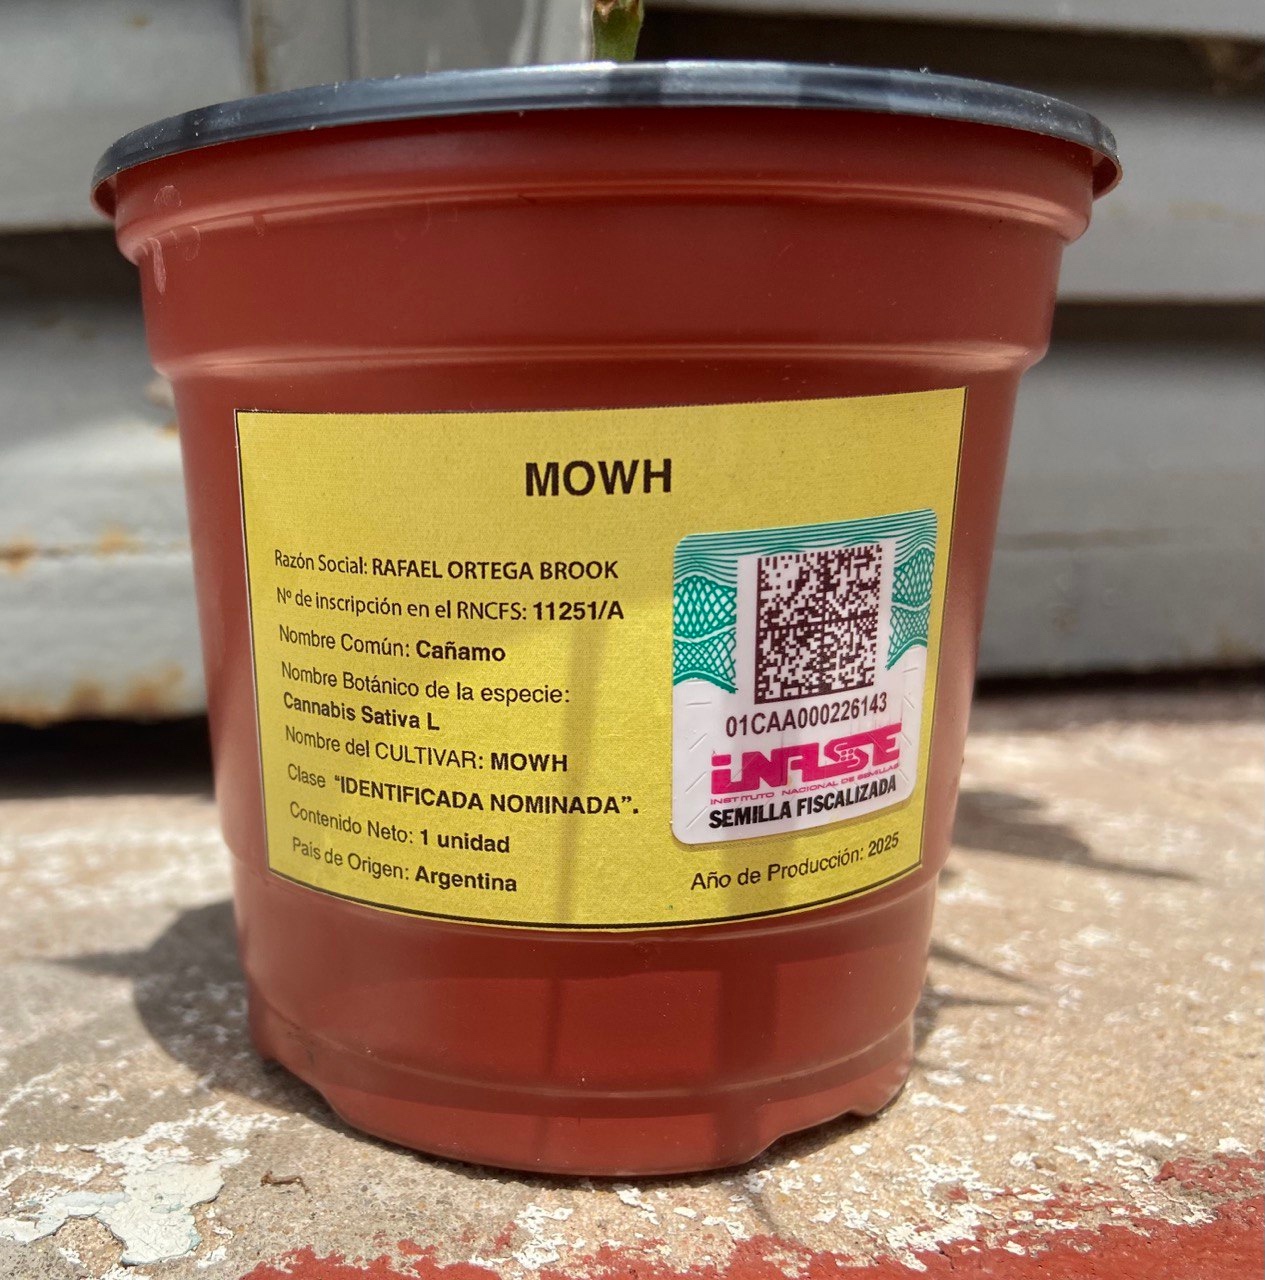 MOWH
Razón Social: RAFAEL ORTEGA BROOK
Nº de inscripción en el RNCFS: 11251/A
Nombre Común: Cañamo
Nombre Botánico de la especie:
Cannabis Sativa L
Nombre del CULTIVAR: MOWH
Clase “IDENTIFICADA NOMINADA”.
Contenido Neto: 1 unidad
País de Origen: Argentina
01CAA000226143
INASE
INSTITUTO NACIONAL DE SEMILLAS
SEMILLA FISCALIZADA
Año de Producción: 2025